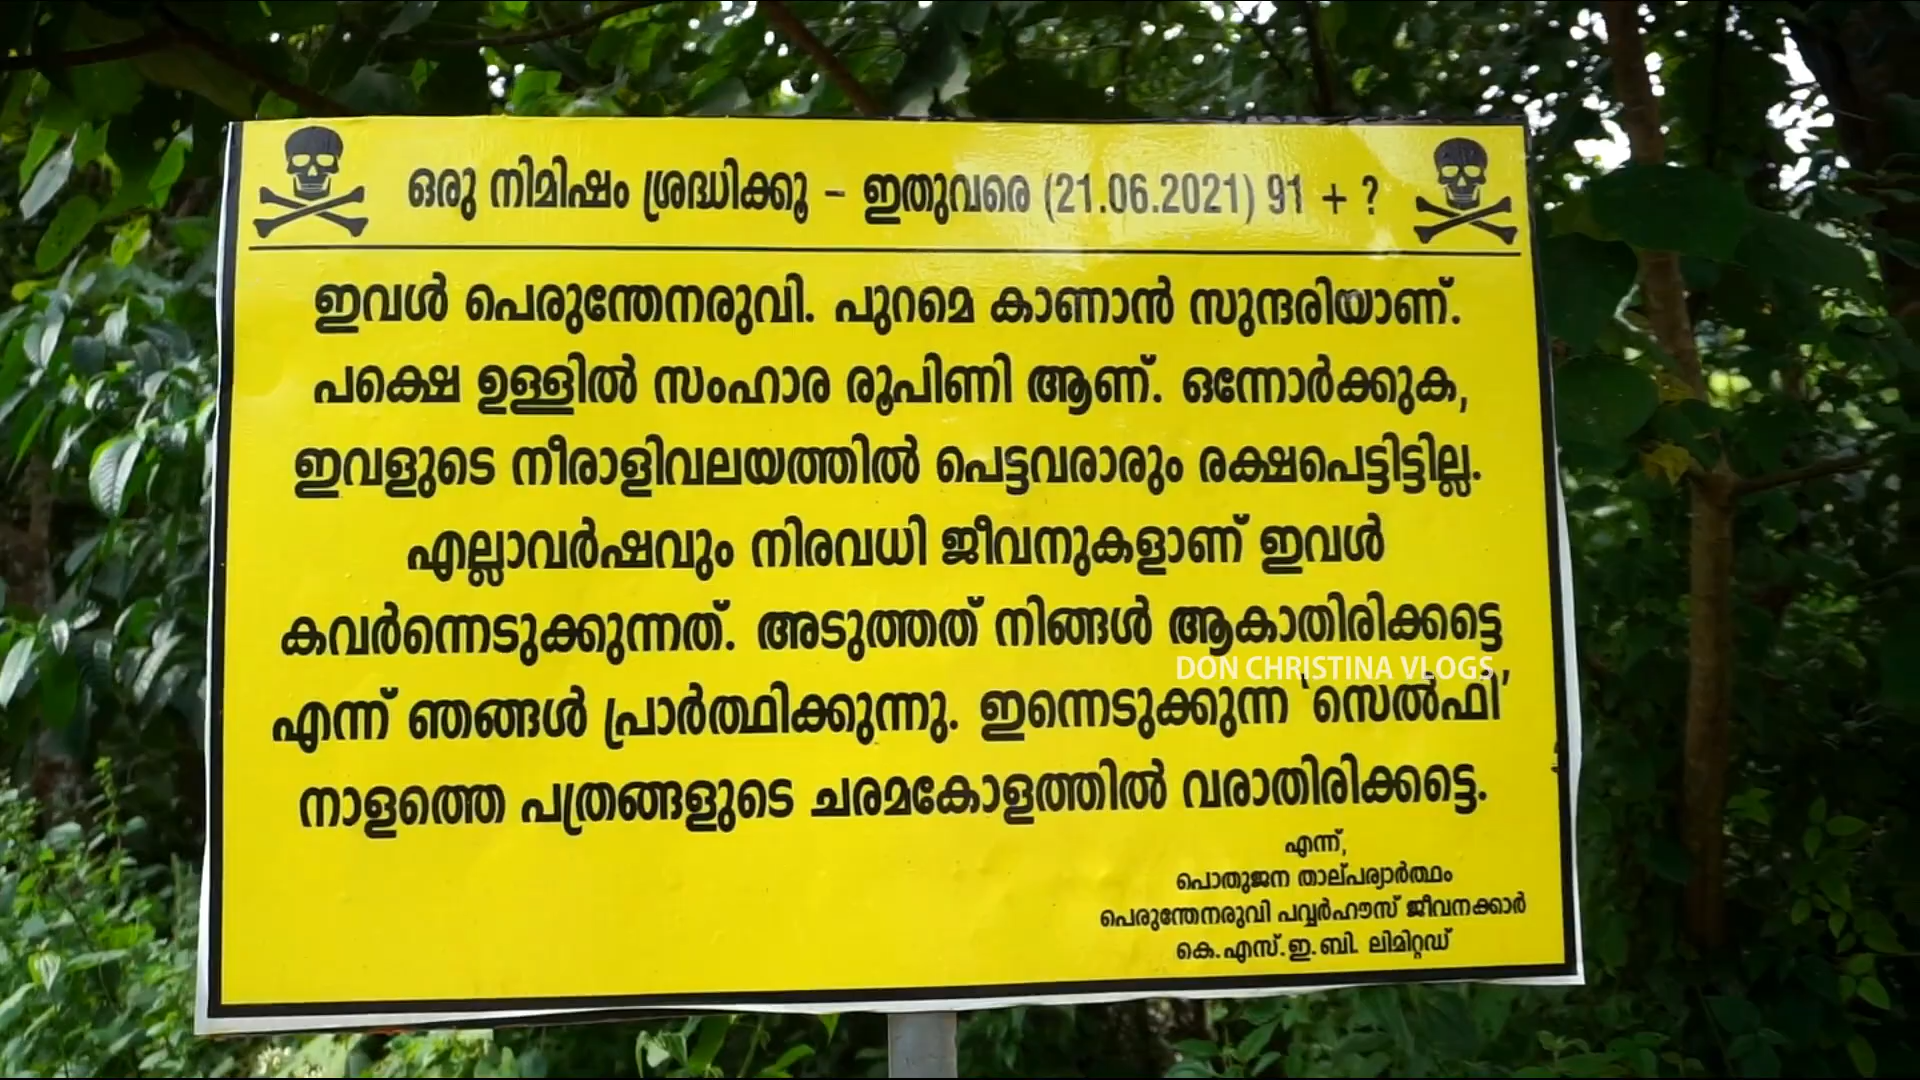 ഒരു നിമിഷം ശ്രദ്ധിക്കൂ – ഇതുവരെ (21.06.2021) 91 + ?
ഇവൾ പെരുന്തേനരുവി. പുറമെ കാണാൻ സുന്ദരിയാണ്.
പക്ഷെ ഉള്ളിൽ സംഹാര രൂപിണി ആണ്. ഒന്നോർക്കുക,
ഇവളുടെ നീരാളിവലയത്തിൽ പെട്ടവരാരും രക്ഷപെട്ടിട്ടില്ല.
എല്ലാവർഷവും നിരവധി ജീവനുകളാണ് ഇവൾ
കവർന്നെടുക്കുന്നത്. അടുത്തത് നിങ്ങൾ ആകാതിരിക്കട്ടെ
DON CHRISTINA VLOGS
എന്ന് ഞങ്ങൾ പ്രാർത്ഥിക്കുന്നു. ഇന്നെടുക്കുന്ന 'സെൽഫി'
നാളത്തെ പത്രങ്ങളുടെ ചരമകോളത്തിൽ വരാതിരിക്കട്ടെ.
എന്ന്,
പൊതുജന താല്പര്യാർത്ഥം
പെരുന്തേനരുവി പവ്വർഹൗസ് ജീവനക്കാർ
കെ.എസ്.ഇ.ബി. ലിമിറ്റഡ്